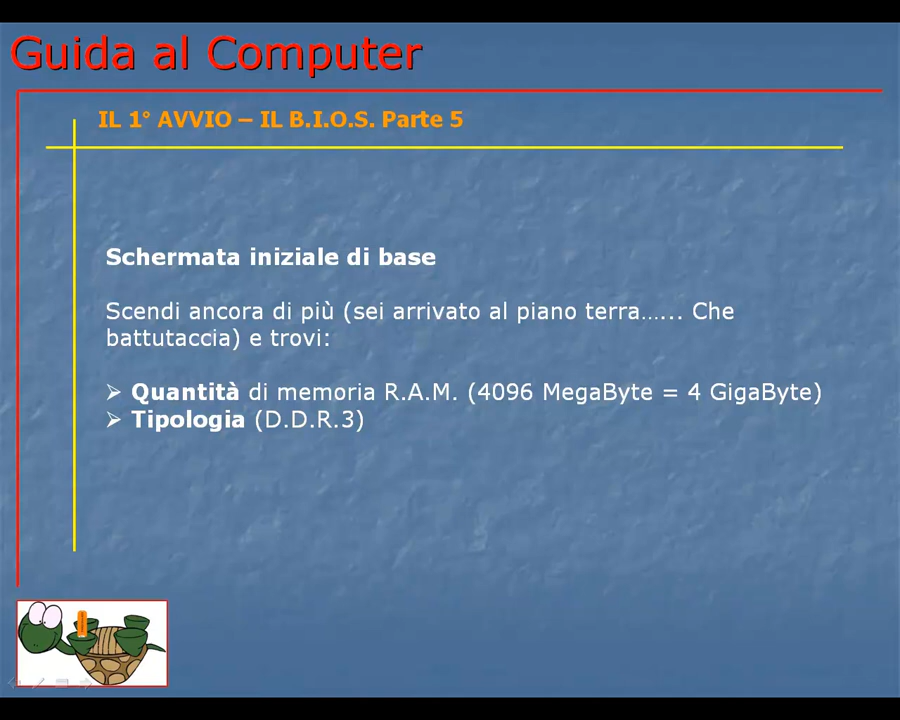 Guida al Computer
IL 1° AVVIO – IL B.I.O.S. Parte 5
Schermata iniziale di base
Scendi ancora di più (sei arrivato al piano terra…... Che
battutaccia) e trovi:
➢ Quantità di memoria R.A.M. (4096 MegaByte = 4 GigaByte)
➢ Tipologia (D.D.R.3)